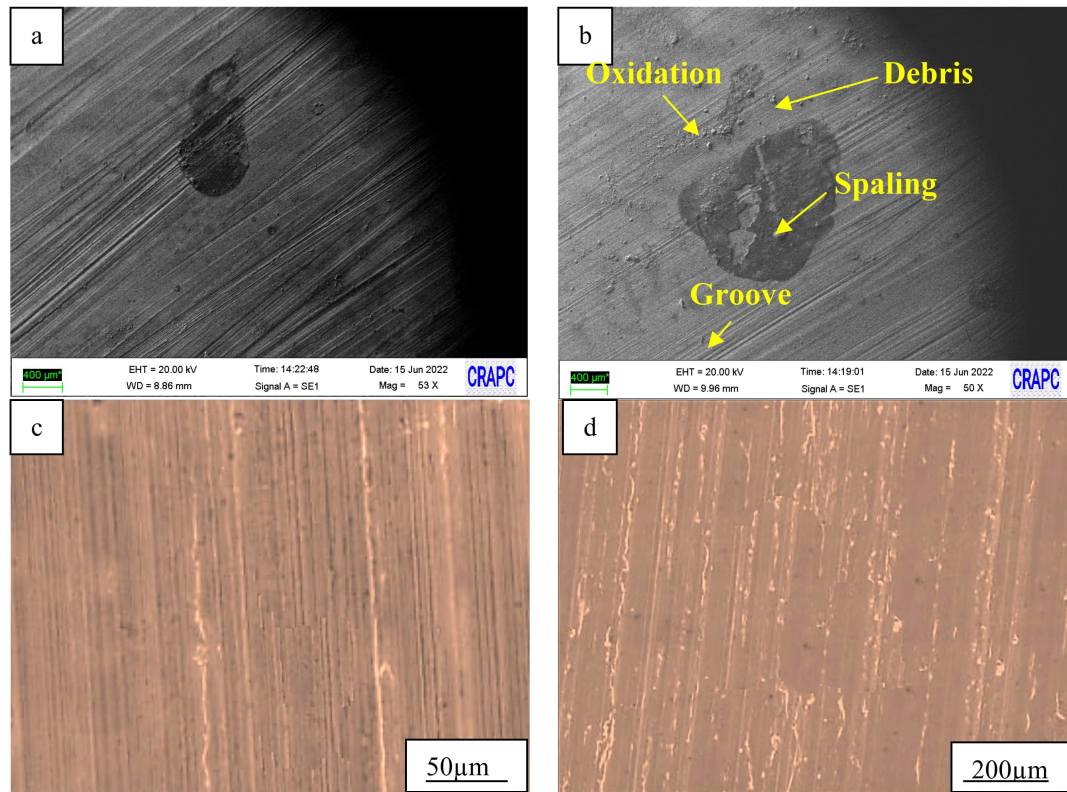 a
400 µm*
EHT = 20.00 kV
WD = 8.86 mm
Time: 14:22:48
Signal A = SE1
Date: 15 Jun 2022
Mag = 53 X
CRAPC
b
Oxidation
Debris
Spaling
Groove
400 µm*
EHT = 20.00 kV
WD = 9.96 mm
Time: 14:19:01
Signal A = SE1
Date: 15 Jun 2022
Mag = 50 X
CRAPC
c
50µm
d
200µm